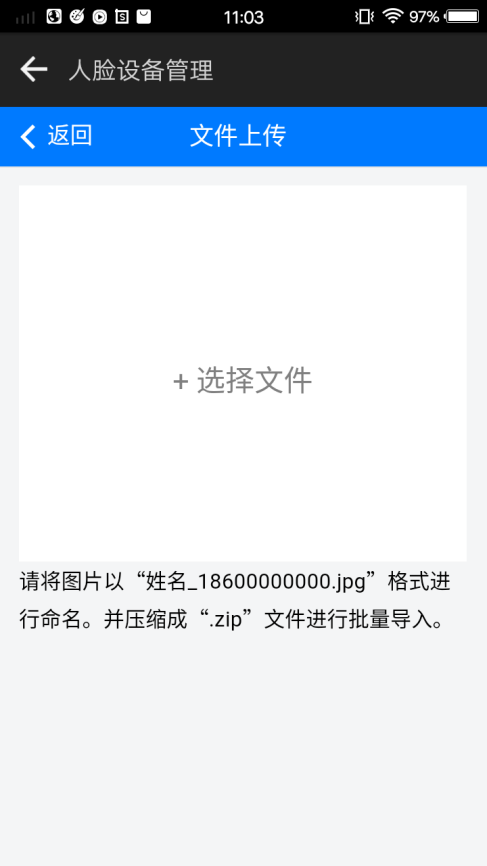 11:03
97%
人脸设备管理
返回
文件上传
+ 选择文件
请将图片以“姓名_18600000000.jpg”格式进
行命名。并压缩成“.zip”文件进行批量导入。